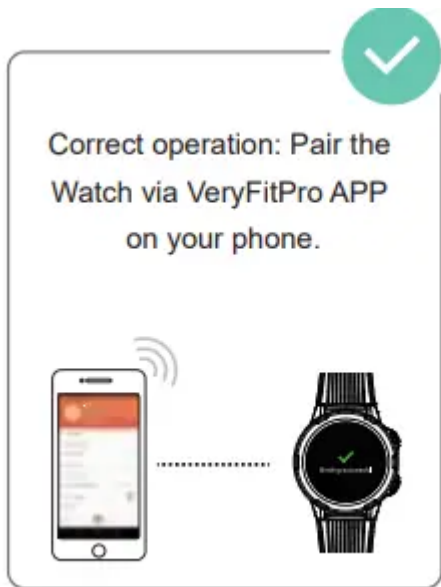 Correct operation: Pair the
Watch via VeryFitPro APP
on your phone.